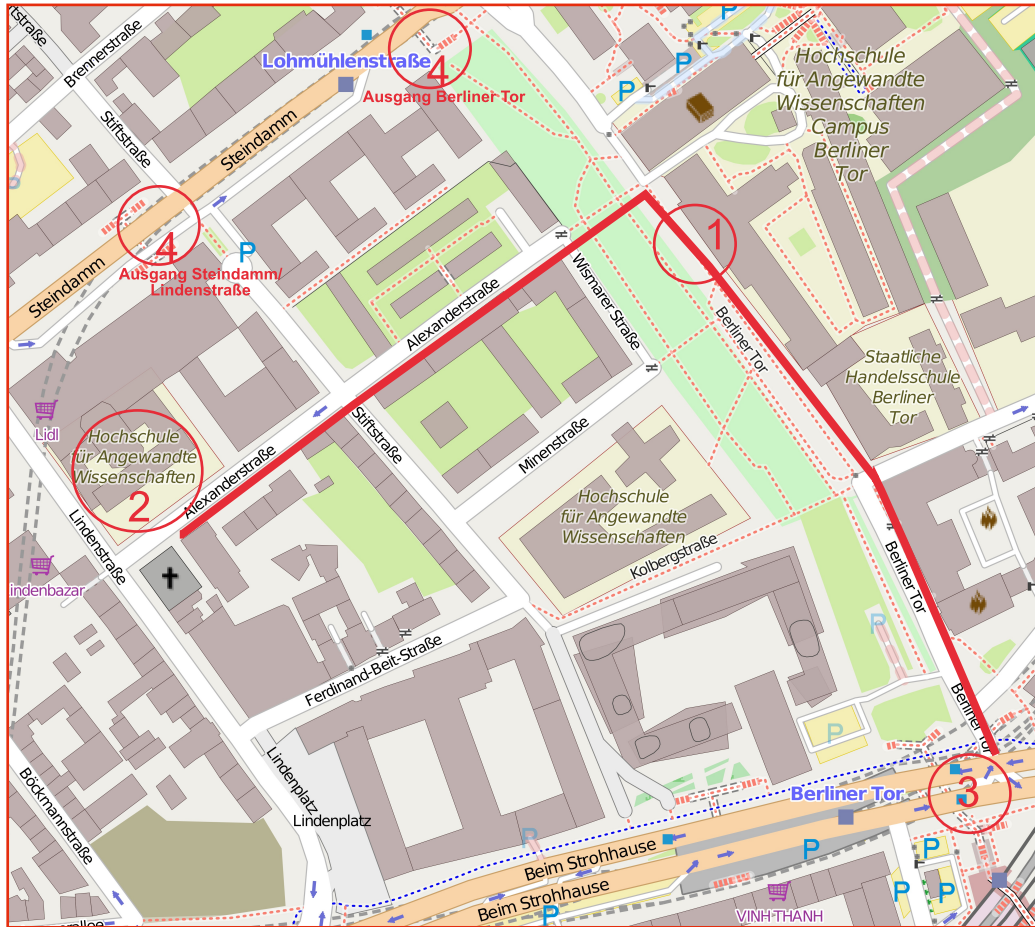 Brennerstraße
Stiftstraße
Lohmühlenstraße
4
Ausgang Berliner Tor
Steindamm
P
P
P
Hochschule
für Angewandte
Wissenschaften
Campus
Berliner
Tor
4
Ausgang Steindamm/
Lindenstraße
Steindamm
P
1
Wismarer Straße
Alexanderstraße
Berliner Tor
Staatliche
Handelsschule
Berliner
Tor
Lidl
Hochschule
für Angewandte
Wissenschaften
2
Alexanderstraße
Stiftstraße
Minenstraße
Hochschule
für Angewandte
Wissenschaften
Kolbergstraße
Lindenstraße
Berliner Tor
P
Ferdinand-Beit-Straße
Berliner Tor
P
Lindenplatz
Lindenplatz
Böckmannstraße
Berliner Tor
3
P
P
P
Beim Strohhause
Beim Strohhause
VINH THANH
P
P
P